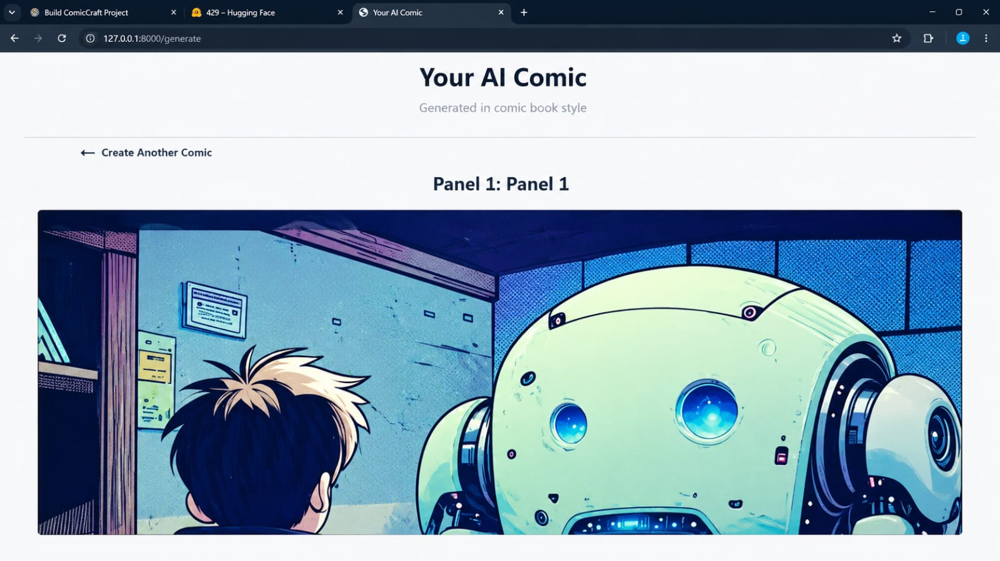 Build ComicCraft Project
429 – Hugging Face
Your AI Comic
127.0.0.1:8000/generate
Your AI Comic
Generated in comic book style
← Create Another Comic
Panel 1: Panel 1